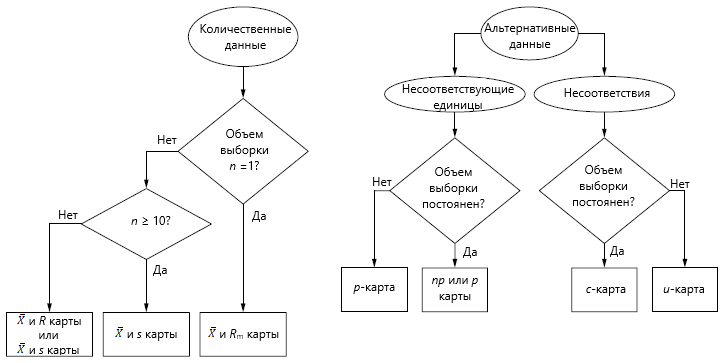 Количественные
данные
Объем
выборки
n =1?
Нет
Да
n ≥ 10?
Нет
Да
X̄ и R карты
или
X̄ и s карты
X̄ и s карты
X̄ и Rm карты
Альтернативные
данные
Несоответствующие
единицы
Несоответствия
Объем
выборки
постоянен?
Нет
Да
Объем
выборки
постоянен?
Да
Нет
p-карта
np или p
карты
c-карта
u-карта